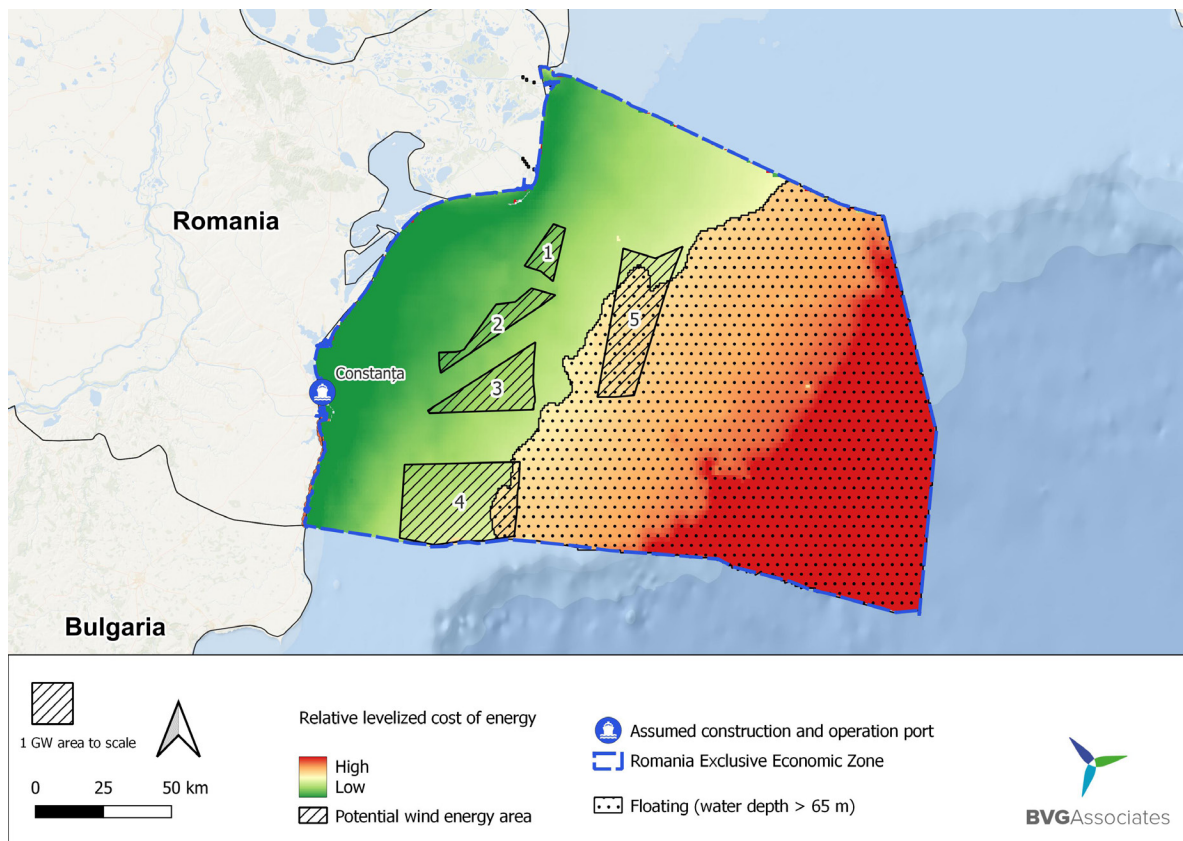 Romania
1
2
5
Constanța
3
4
Bulgaria
1 GW area to scale
0 25 50 km
Relative levelized cost of energy
High
Low
Potential wind energy area
Assumed construction and operation port
Romania Exclusive Economic Zone
Floating (water depth > 65 m)
BVGAssociates